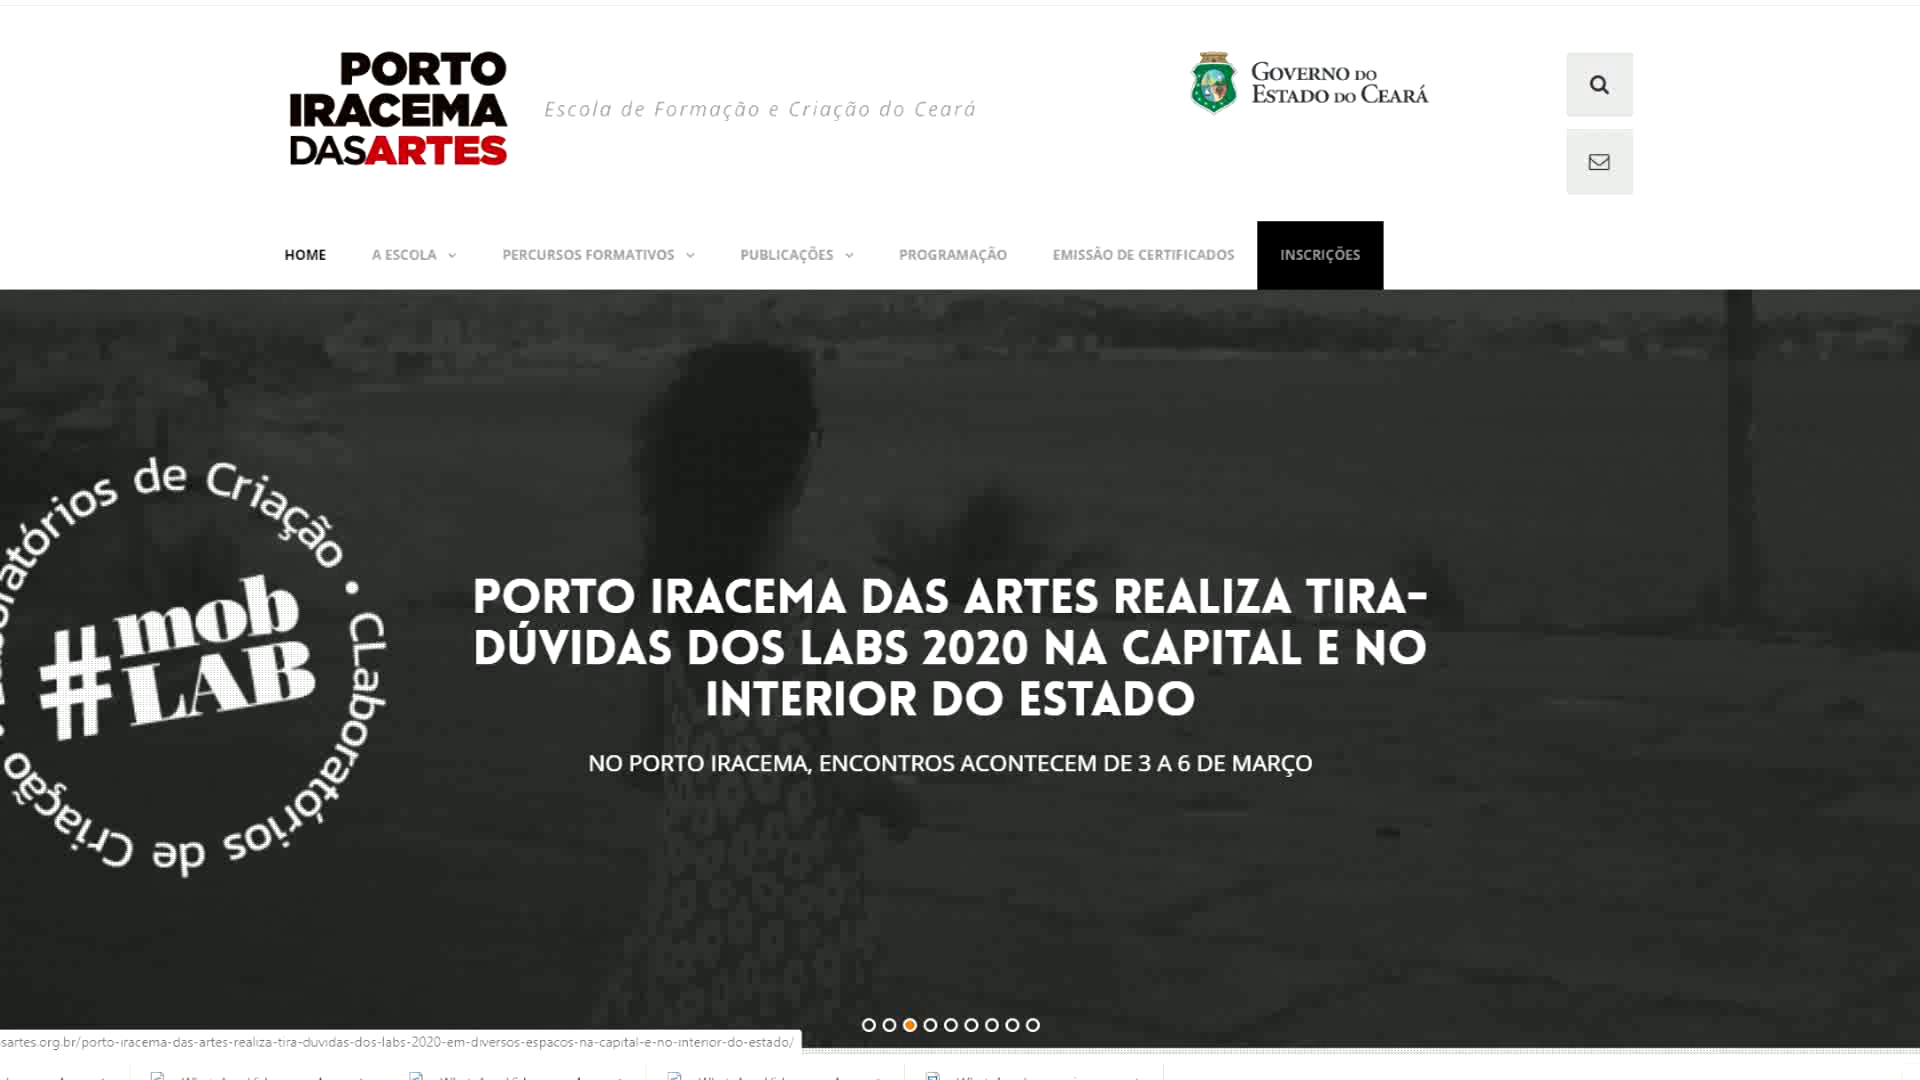 PORTO
IRACEMA
DASARTES
Escola de Formação e Criação do Ceará
GOVERNO DO
ESTADO DO CEARÁ
HOME
A ESCOLA
PERCURSOS FORMATIVOS
PUBLICAÇÕES
PROGRAMAÇÃO
EMISSÃO DE CERTIFICADOS
INSCRIÇÕES
de Criação • CLaboratórios de Criação •
#mob
LAB
PORTO IRACEMA DAS ARTES REALIZA TIRA-
DÚVIDAS DOS LABS 2020 NA CAPITAL E NO
INTERIOR DO ESTADO
NO PORTO IRACEMA, ENCONTROS ACONTECEM DE 3 A 6 DE MARÇO
sartes.org.br/porto-iracema-das-artes-realiza-tira-duvidas-dos-labs-2020-em-diversos-espacos-na-capital-e-no-interior-do-estado/